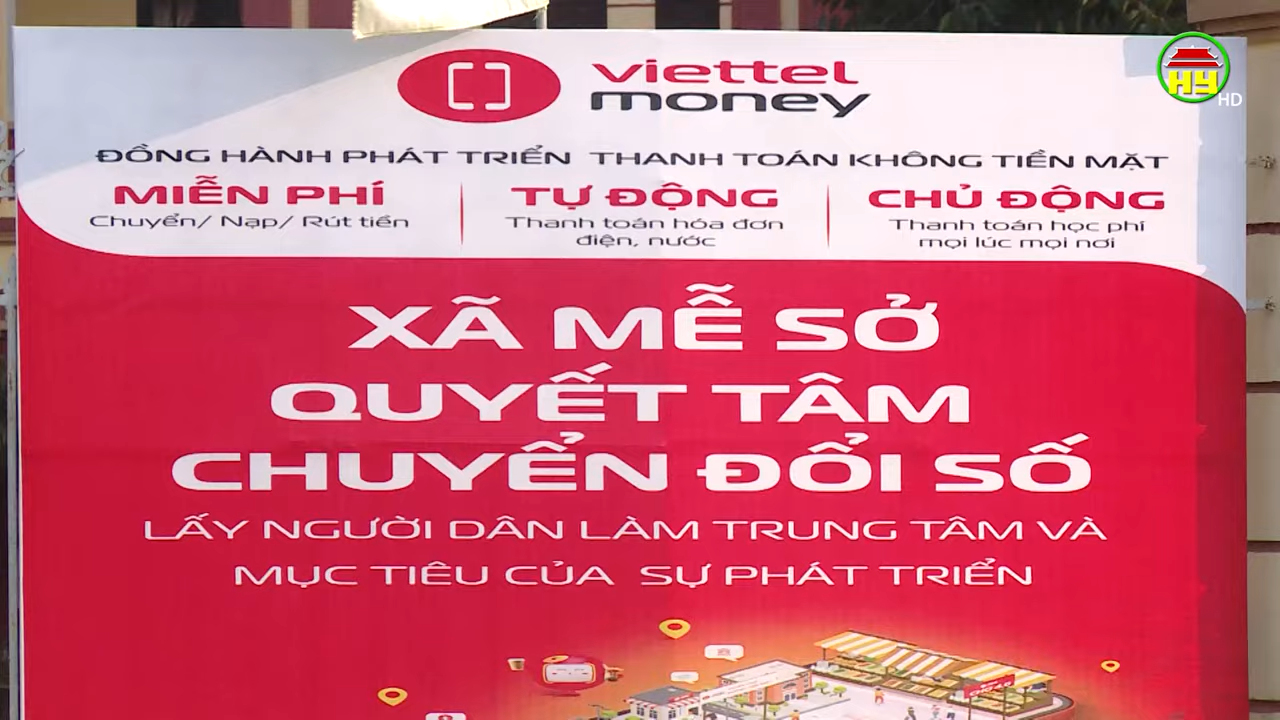 viettel
money
HY
HD
ĐỒNG HÀNH PHÁT TRIỂN THANH TOÁN KHÔNG TIỀN MẶT
MIỄN PHÍ
Chuyển/ Nạp/ Rút tiền
TỰ ĐỘNG
Thanh toán hóa đơn
điện, nước
CHỦ ĐỘNG
Thanh toán học phí
mọi lúc mọi nơi
XÃ MỄ SỞ
QUYẾT TÂM
CHUYỂN ĐỔI SỐ
LẤY NGƯỜI DÂN LÀM TRUNG TÂM VÀ
MỤC TIÊU CỦA SỰ PHÁT TRIỂN